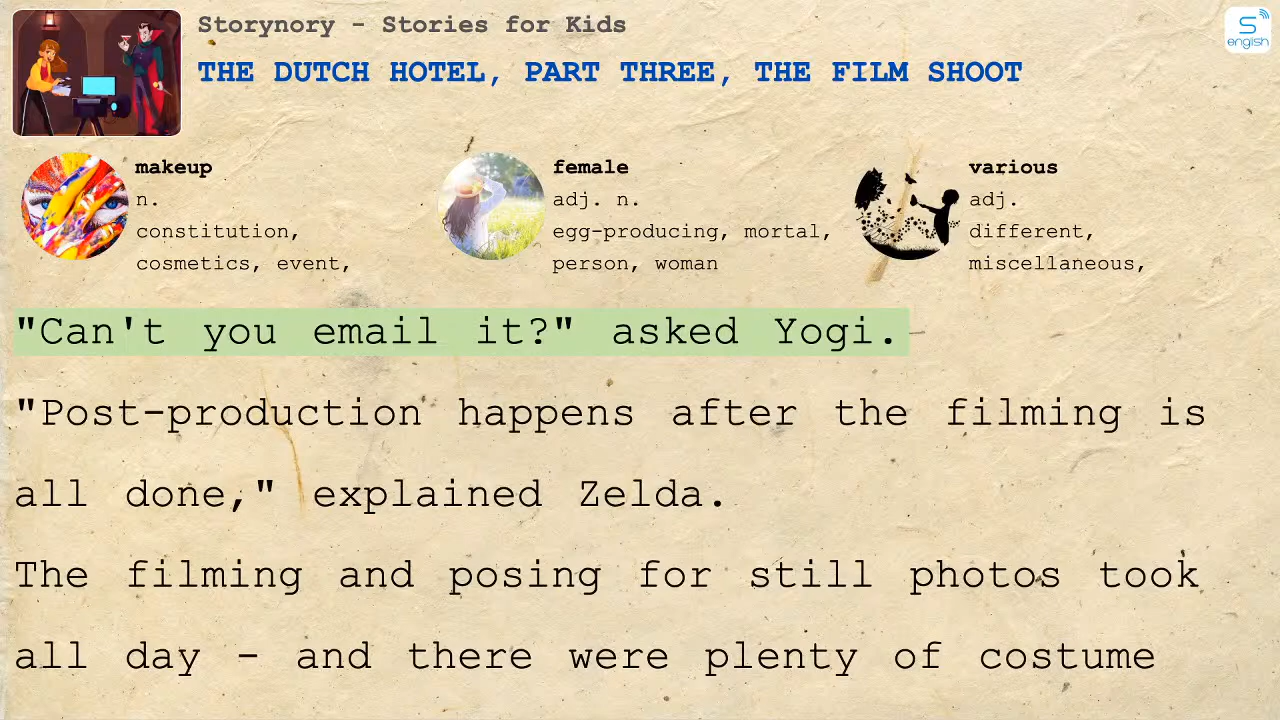 Storynory - Stories for Kids
S
english
THE DUTCH HOTEL, PART THREE, THE FILM SHOOT
makeup
n.
constitution,
cosmetics, event,
female
adj. n.
egg-producing, mortal,
person, woman
various
adj.
different,
miscellaneous,
"Can't you email it?" asked Yogi.
"Post-production happens after the filming is
all done," explained Zelda.
The filming and posing for still photos took
all day - and there were plenty of costume